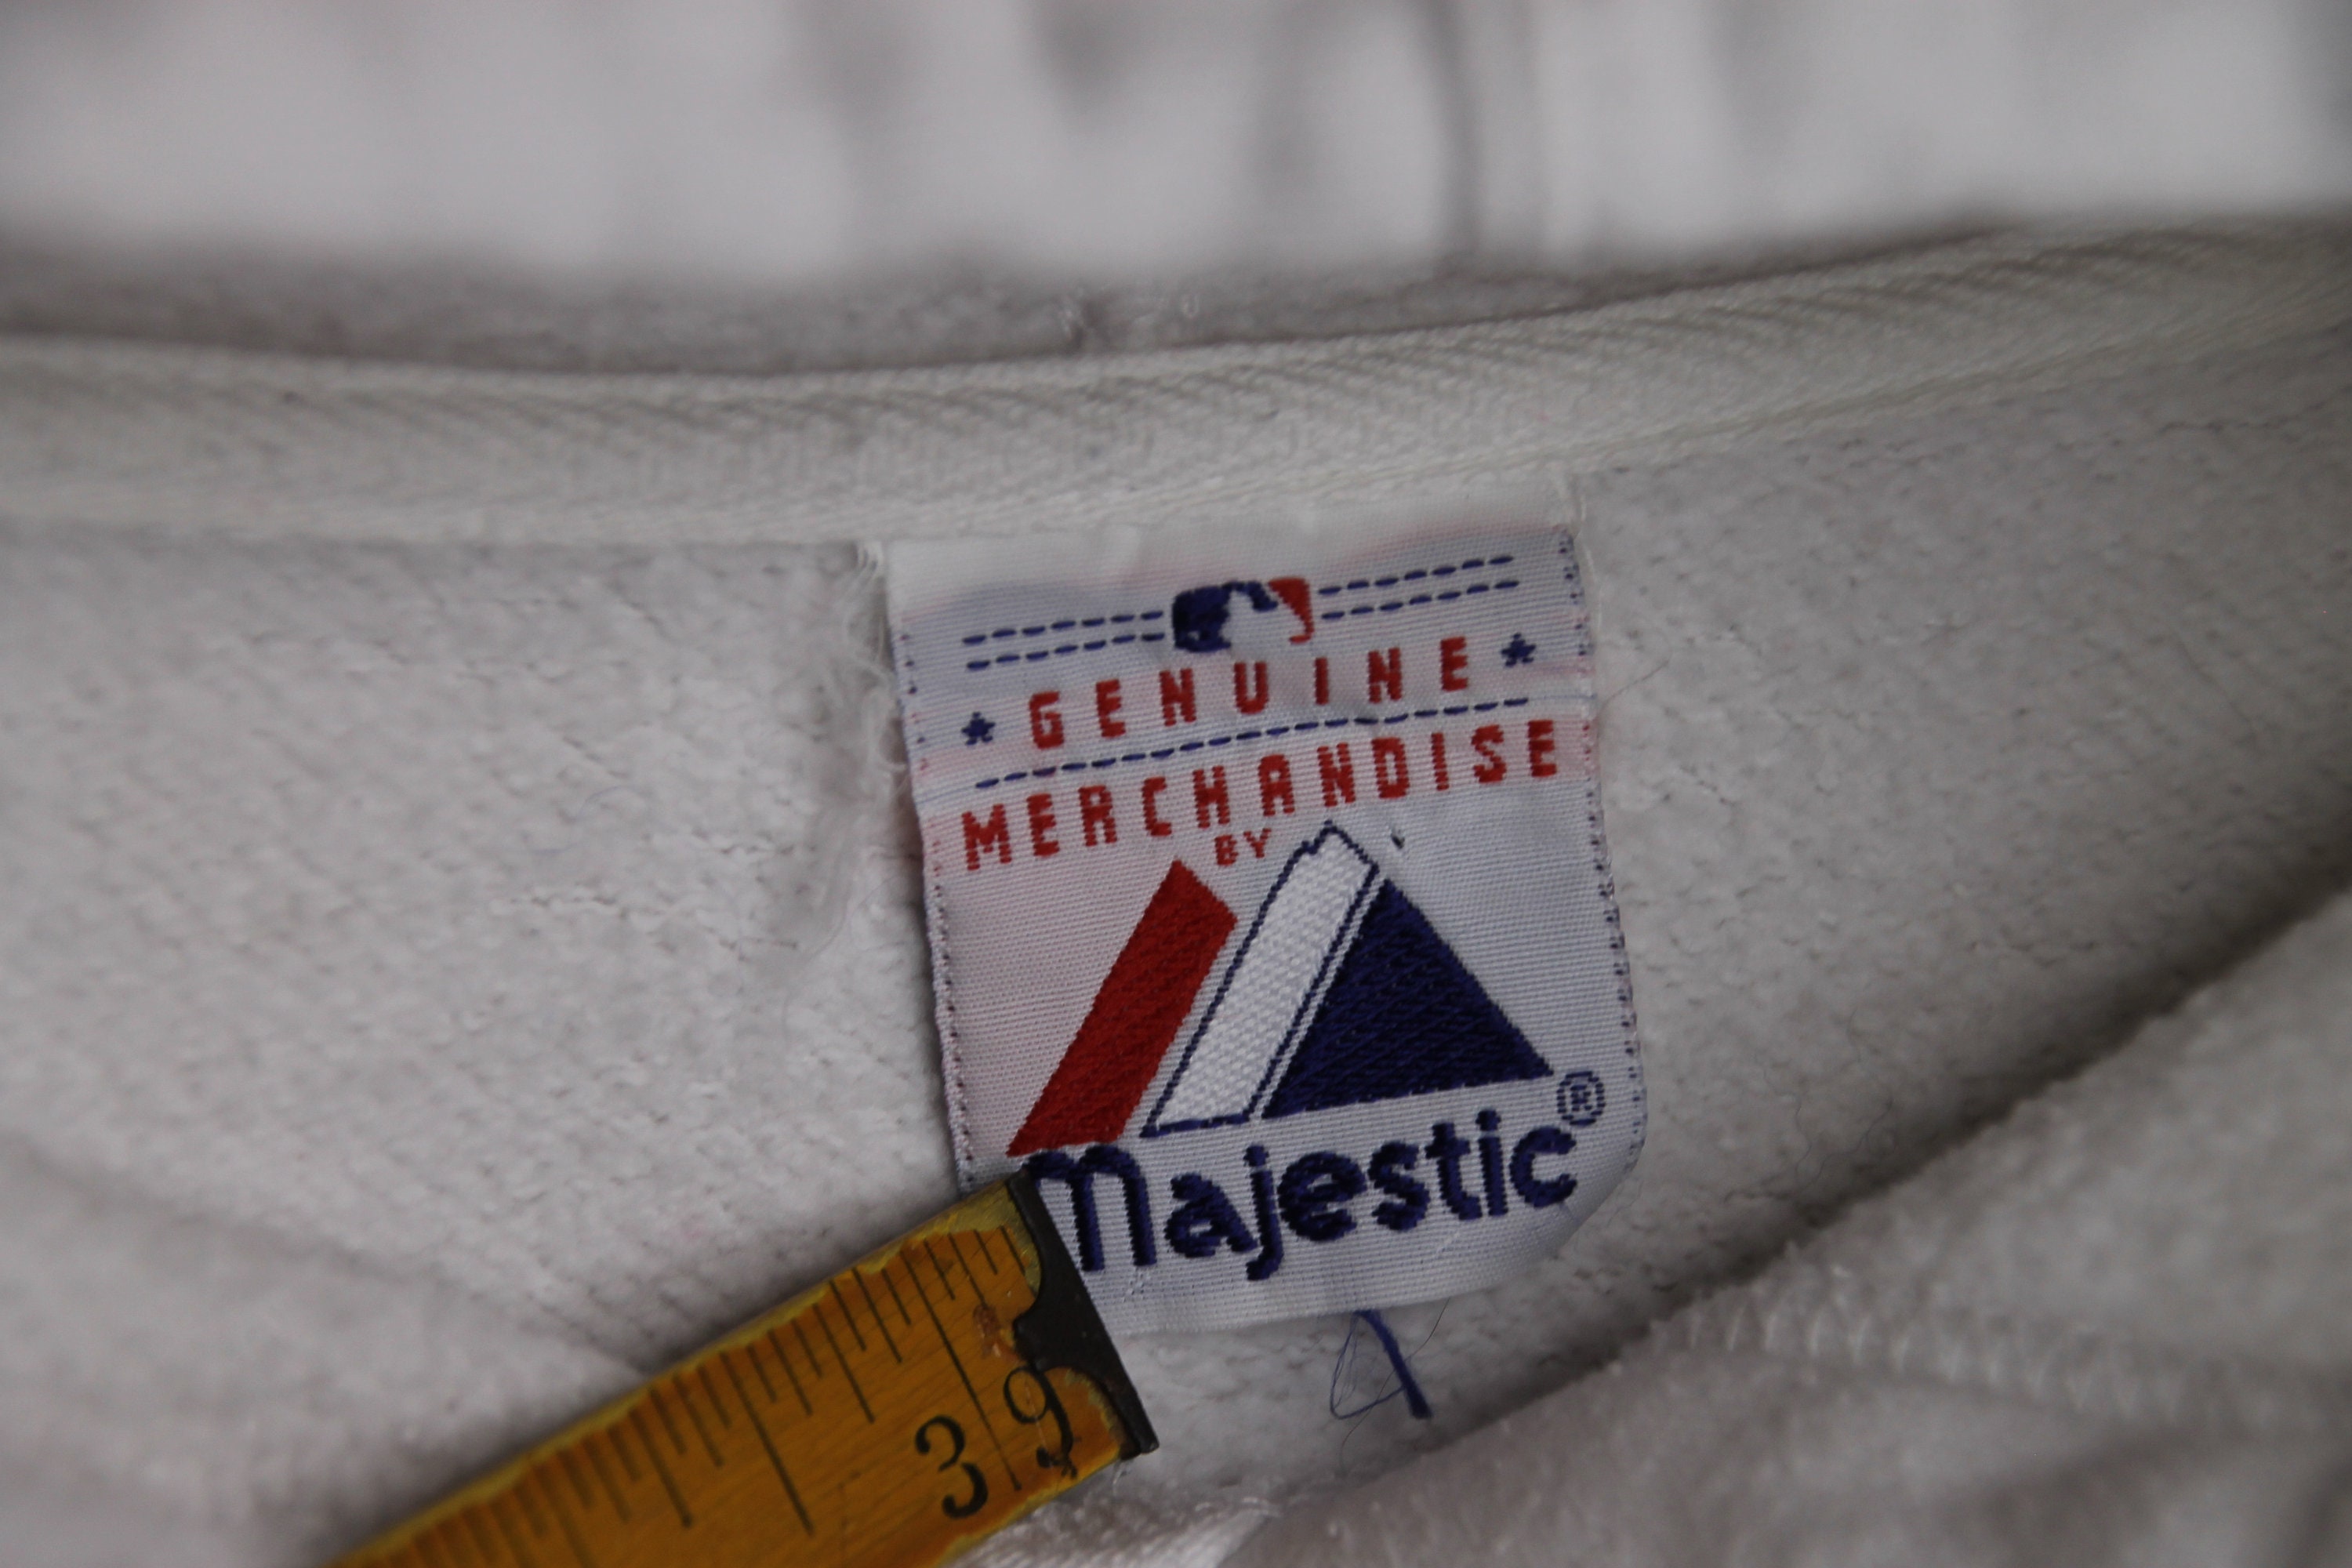 GENUINE
MERCHANDISE
BY
Majestic®
39